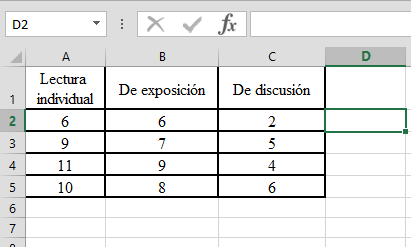 D2
fx
A B C D
1 Lectura
individual De exposición De discusión
2 6 6 2
3 9 7 5
4 11 9 4
5 10 8 6
6
7